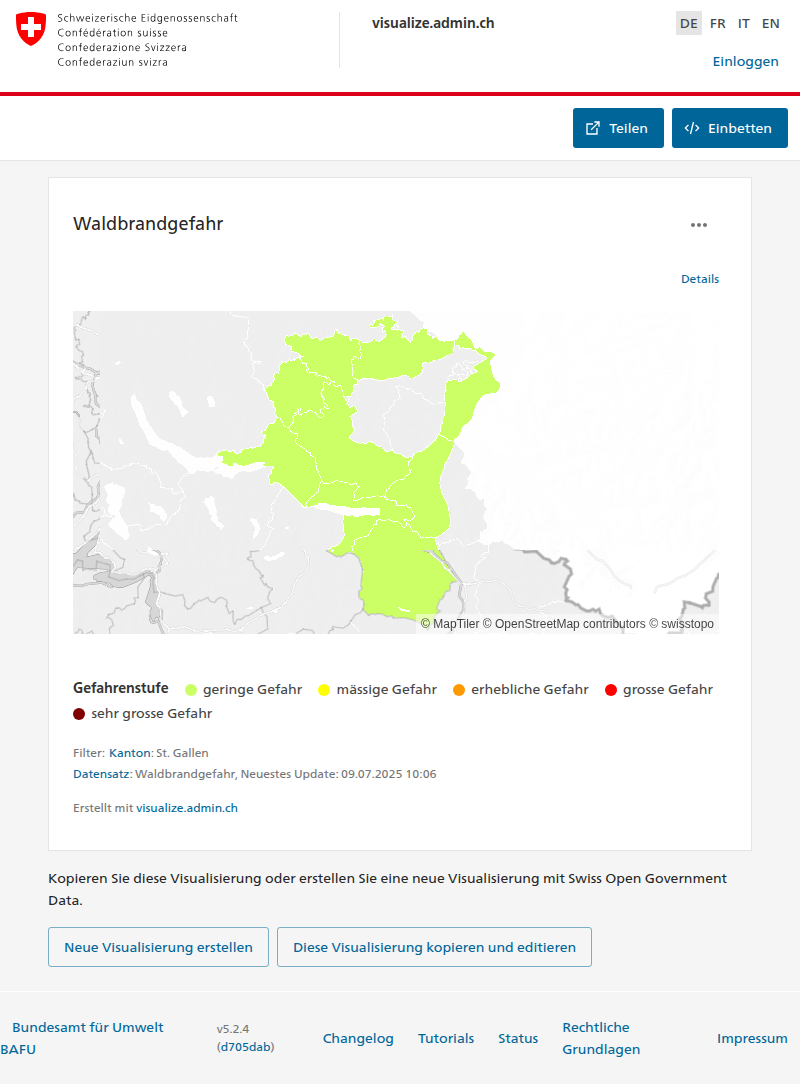 Schweizerische Eidgenossenschaft
Confédération suisse
Confederazione Svizzera
Confederaziun svizra
visualize.admin.ch
DE FR IT EN
Einloggen
Teilen
Einbetten
Waldbrandgefahr
Details
© MapTiler © OpenStreetMap contributors © swisstopo
Gefahrenstufe geringe Gefahr mässige Gefahr erhebliche Gefahr grosse Gefahr
sehr grosse Gefahr
Filter: Kanton: St. Gallen
Datensatz: Waldbrandgefahr, Neuestes Update: 09.07.2025 10:06
Erstellt mit visualize.admin.ch
Kopieren Sie diese Visualisierung oder erstellen Sie eine neue Visualisierung mit Swiss Open Government
Data.
Neue Visualisierung erstellen
Diese Visualisierung kopieren und editieren
Bundesamt für Umwelt
BAFU
v5.2.4
(d705dab)
Changelog
Tutorials
Status
Rechtliche
Grundlagen
Impressum